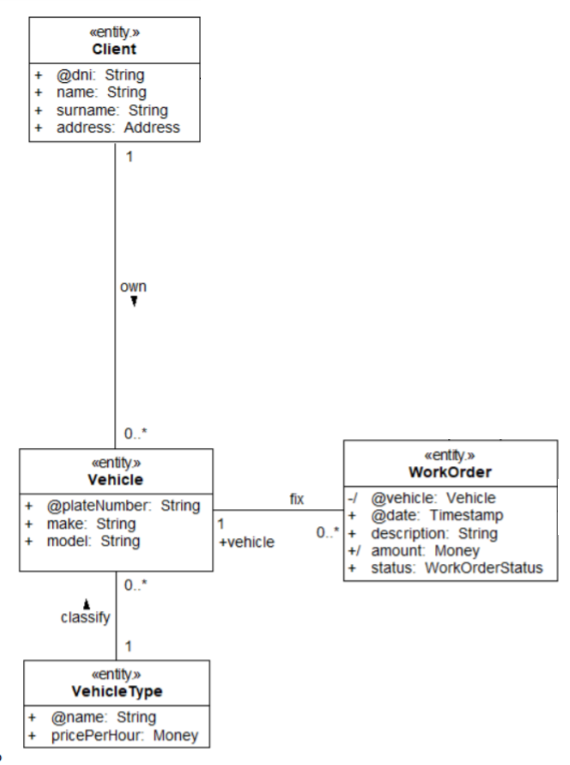 «entity.»
Client
+ @dni: String
+ name: String
+ surname: String
+ address: Address
1
own
0..*
«entity.»
Vehicle
+ @plateNumber: String
+ make: String
+ model: String
1
+vehicle
fix
0..*
«entity.»
WorkOrder
-/ @vehicle: Vehicle
+ @date: Timestamp
+ description: String
+/ amount: Money
+ status: WorkOrderStatus
0..*
classify
1
«entity.»
VehicleType
+ @name: String
+ pricePerHour: Money